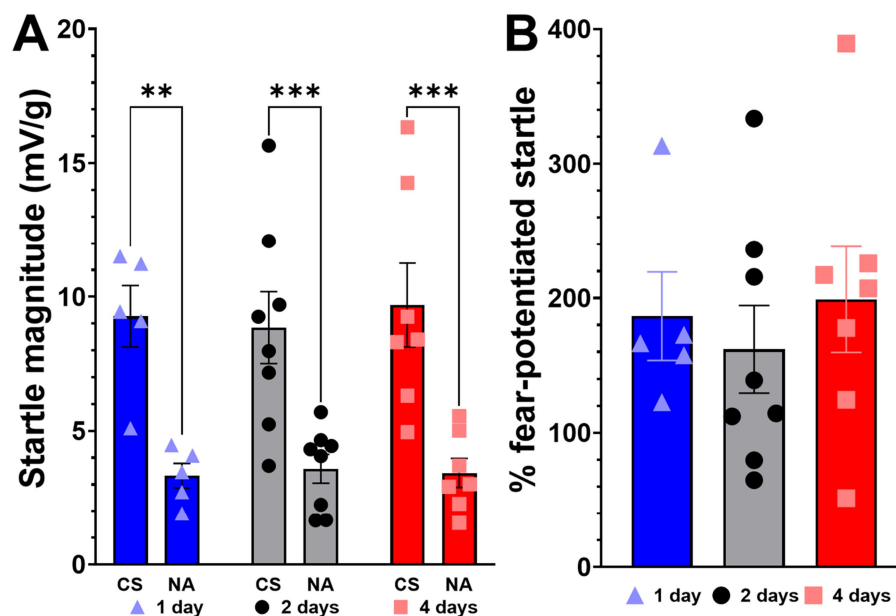 A
Startle magnitude (mV/g)
20
15
10
5
0
**
***
***
CS NA CS NA CS NA
1 day 2 days 4 days
B
% fear-potentiated startle
400
300
200
100
0
1 day 2 days 4 days